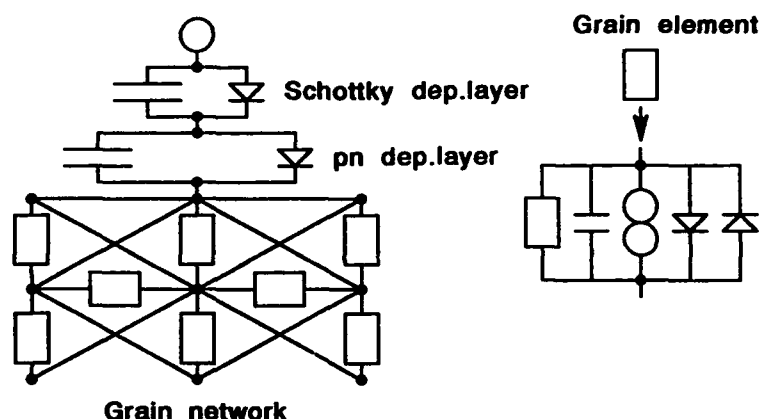 Grain element
Schottky dep.layer
pn dep.layer
Grain network